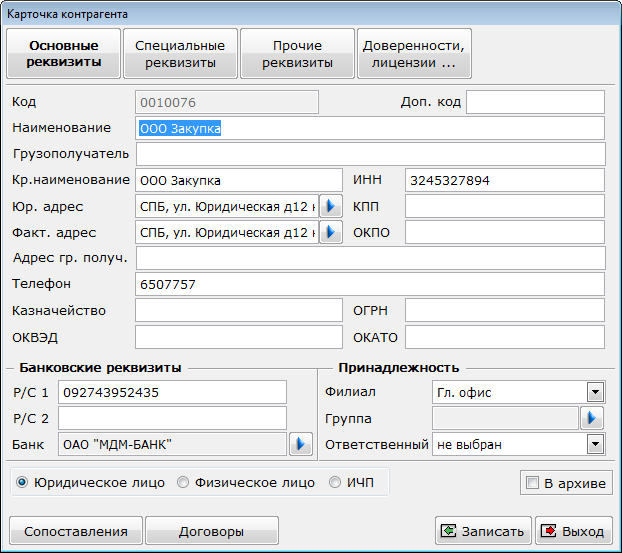 Карточка контрагента
Основные реквизиты
Специальные реквизиты
Прочие реквизиты
Доверенности, лицензии ...
Код 0010076 Доп. код
Наименование ООО Закупка
Грузополучатель
Кр.наименование ООО Закупка ИНН 3245327894
Юр. адрес СПБ, ул. Юридическая д12 КПП
Факт. адрес СПБ, ул. Юридическая д12 ОКПО
Адрес гр. получ.
Телефон 6507757
Казначейство ОГРН
ОКВЭД ОКАТО
Банковские реквизиты Принадлежность
Р/С 1 092743952435 Филиал Гл. офис
Р/С 2 Группа
Банк ОАО "МДМ-БАНК" Ответственный не выбран
Юридическое лицо Физическое лицо ИЧП В архиве
Сопоставления Договоры Записать Выход